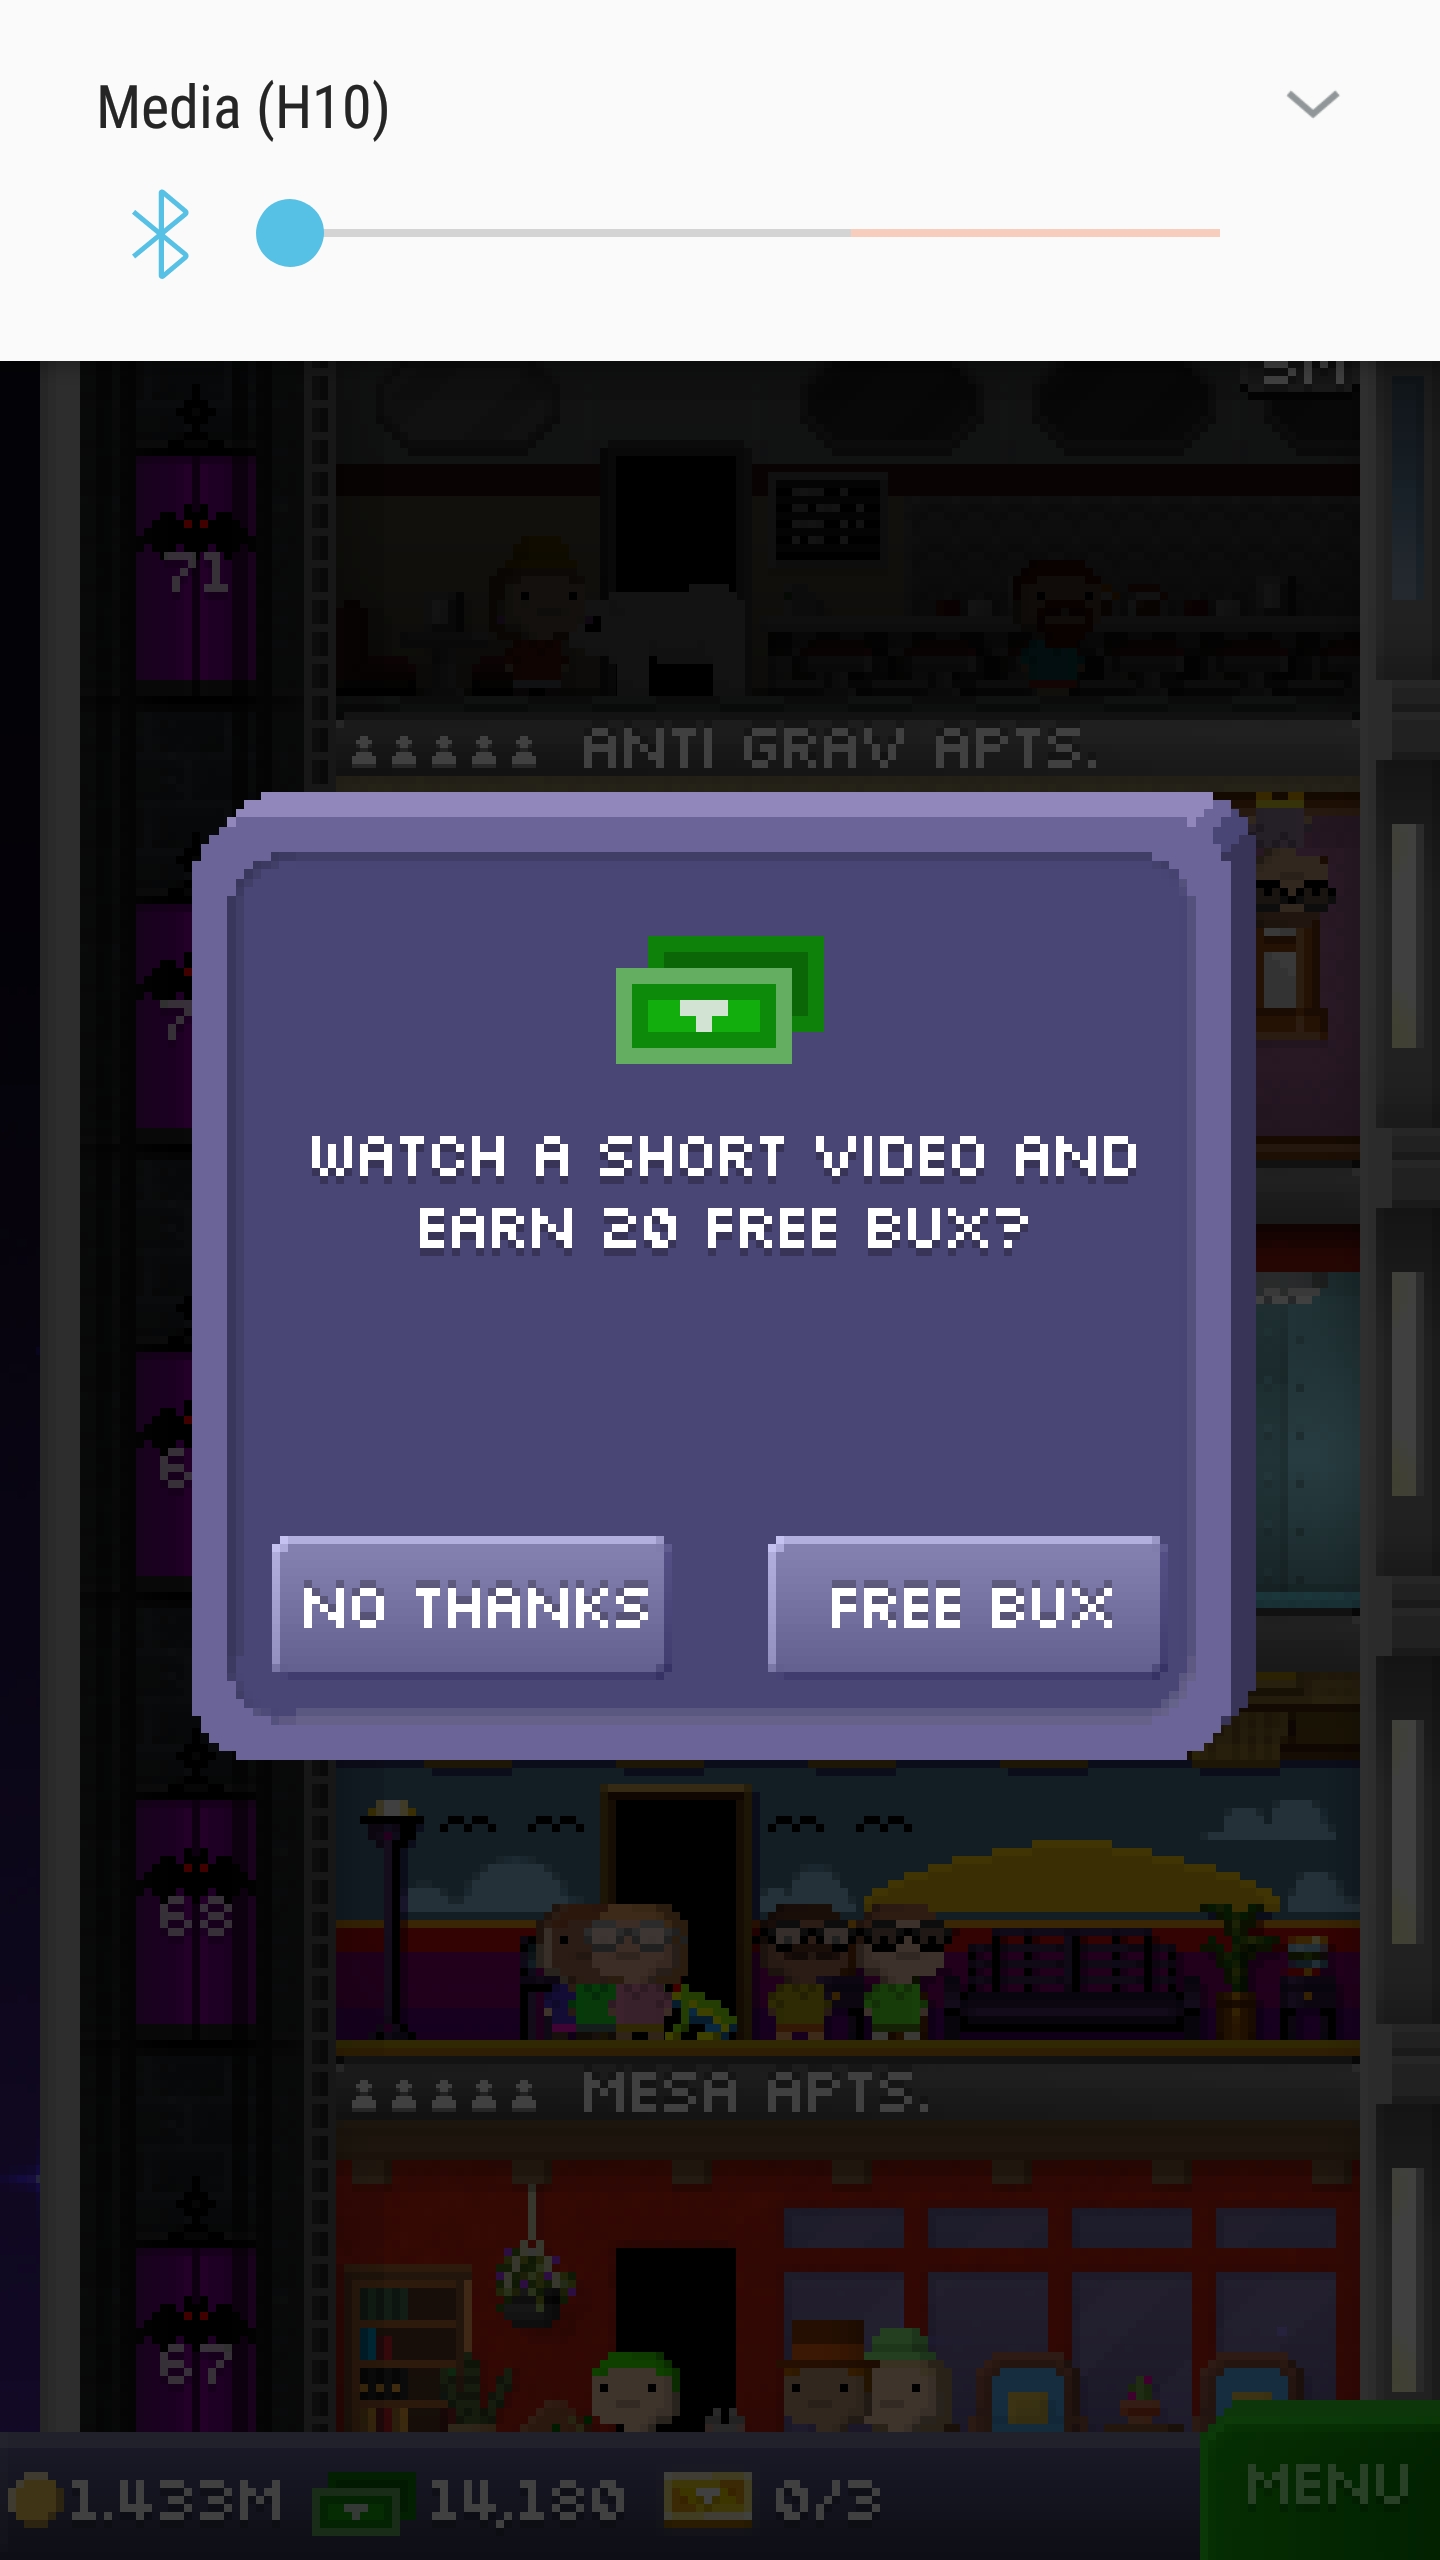 Media (H10)
5M
71
ANTI GRAV APTS.
WATCH A SHORT VIDEO AND
EARN 20 FREE BUX?
NO THANKS
FREE BUX
68
MESA APTS.
67
1.433M
14,180
0/3
MENU